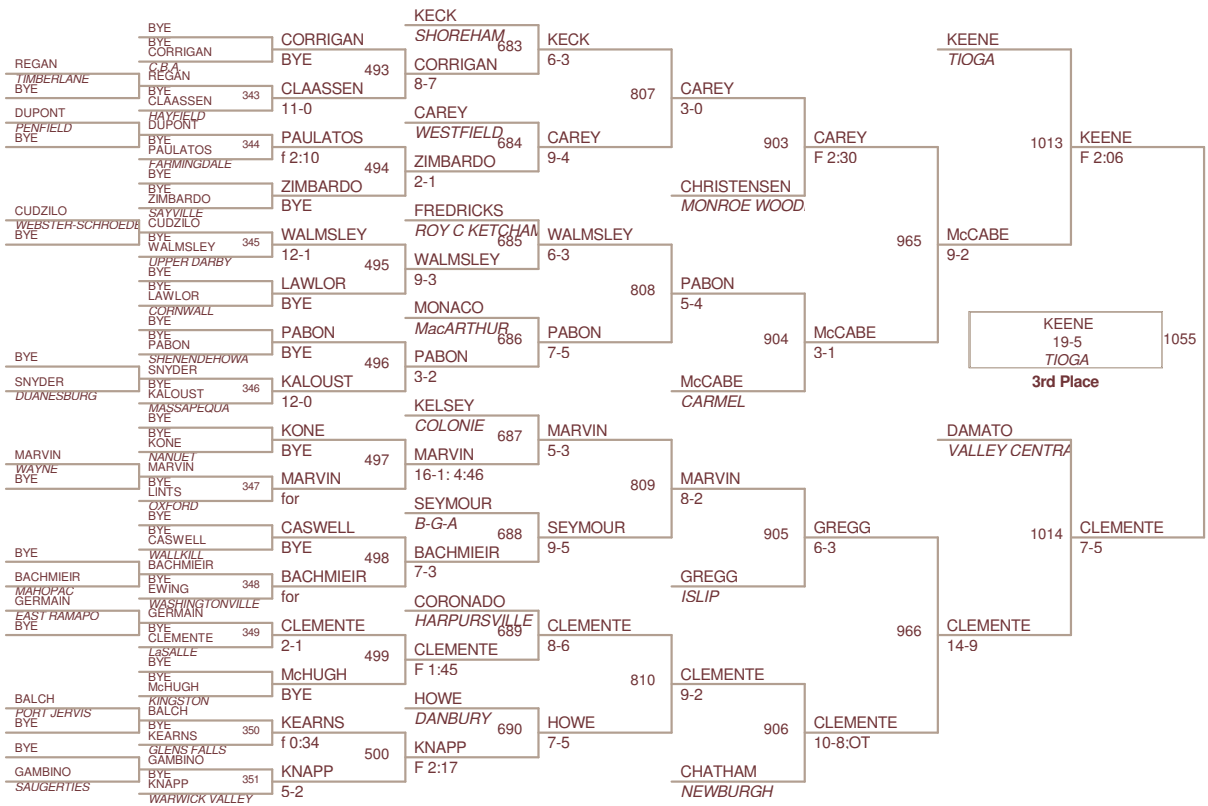 REGAN
TIMBERLANE
BYE
DUPONT
PENFIELD
BYE
CUDZILO
WEBSTER-SCHROEDE
BYE
BYE
SNYDER
DUANESBURG
MARVIN
WAYNE
BYE
BYE
BACHMIEIR
MAHOPAC
GERMAIN
EAST RAMAPO
BYE
BALCH
PORT JERVIS
BYE
BYE
GAMBINO
SAUGERTIES
BYE
BYE
CORRIGAN
C.B.A.
REGAN
BYE
343
CLAASSEN
HAYFIELD
DUPONT
BYE
344
PAULATOS
FARMINGDALE
BYE
BYE
ZIMBARDO
SAYVILLE
CUDZILO
BYE
345
WALMSLEY
UPPER DARBY
BYE
BYE
LAWLOR
CORNWALL
BYE
BYE
PABON
SHENENDEHOWA
SNYDER
BYE
346
KALOUST
MASSAPEQUA
BYE
BYE
KONE
NANUET
MARVIN
BYE
347
LINTS
OXFORD
BYE
BYE
CASWELL
WALLKILL
BACHMIEIR
BYE
348
EWING
WASHINGTONVILLE
GERMAIN
BYE
349
CLEMENTE
LaSALLE
BYE
BYE
McHUGH
KINGSTON
BALCH
BYE
350
KEARNS
GLENS FALLS
GAMBINO
BYE
351
KNAPP
WARWICK VALLEY
CORRIGAN
BYE
493
CLAASSEN
11-0
PAULATOS
f 2:10
494
ZIMBARDO
BYE
WALMSLEY
12-1
495
LAWLOR
BYE
PABON
BYE
496
KALOUST
12-0
KONE
BYE
497
MARVIN
for
CASWELL
BYE
498
BACHMIEIR
for
CLEMENTE
2-1
499
McHUGH
BYE
KEARNS
f 0:34
500
KNAPP
5-2
KECK
SHOREHAM
683
CORRIGAN
8-7
CAREY
WESTFIELD
684
ZIMBARDO
2-1
FREDRICKS
ROY C KETCHAM
685
WALMSLEY
9-3
MONACO
MacARTHUR
686
PABON
3-2
KELSEY
COLONIE
687
MARVIN
16-1: 4:46
SEYMOUR
B-G-A
688
BACHMIEIR
7-3
CORONADO
HARPURSVILLE
689
CLEMENTE
F 1:45
HOWE
DANBURY
690
KNAPP
F 2:17
KECK
6-3
807
CAREY
9-4
WALMSLEY
6-3
808
PABON
7-5
MARVIN
5-3
809
SEYMOUR
9-5
CLEMENTE
8-6
810
HOWE
7-5
CAREY
3-0
903
CHRISTENSEN
MONROE WOOD
PABON
5-4
904
McCABE
CARMEL
MARVIN
8-2
905
GREGG
ISLIP
CLEMENTE
9-2
906
CHATHAM
NEWBURGH
CAREY
F 2:30
965
McCABE
3-1
GREGG
6-3
966
CLEMENTE
10-8:OT
KEENE
TIOGA
1013
McCABE
9-2
DAMATO
VALLEY CENTRA
1014
CLEMENTE
14-9
KEENE
F 2:06
CLEMENTE
7-5
KEENE
19-5
TIOGA
1055
3rd Place